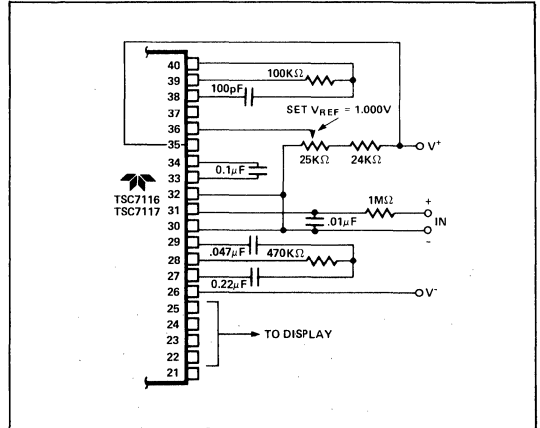 40
39
100KΩ
38
100pF
37
SET VREF = 1.000V
36
35
V+
25KΩ
24KΩ
34
33
0.1μF
32
TSC7116
TSC7117
31
1MΩ
+
IN
.01μF
30
−
29
.047μF
470KΩ
28
27
0.22μF
26
V-
25
24
TO DISPLAY
23
22
21